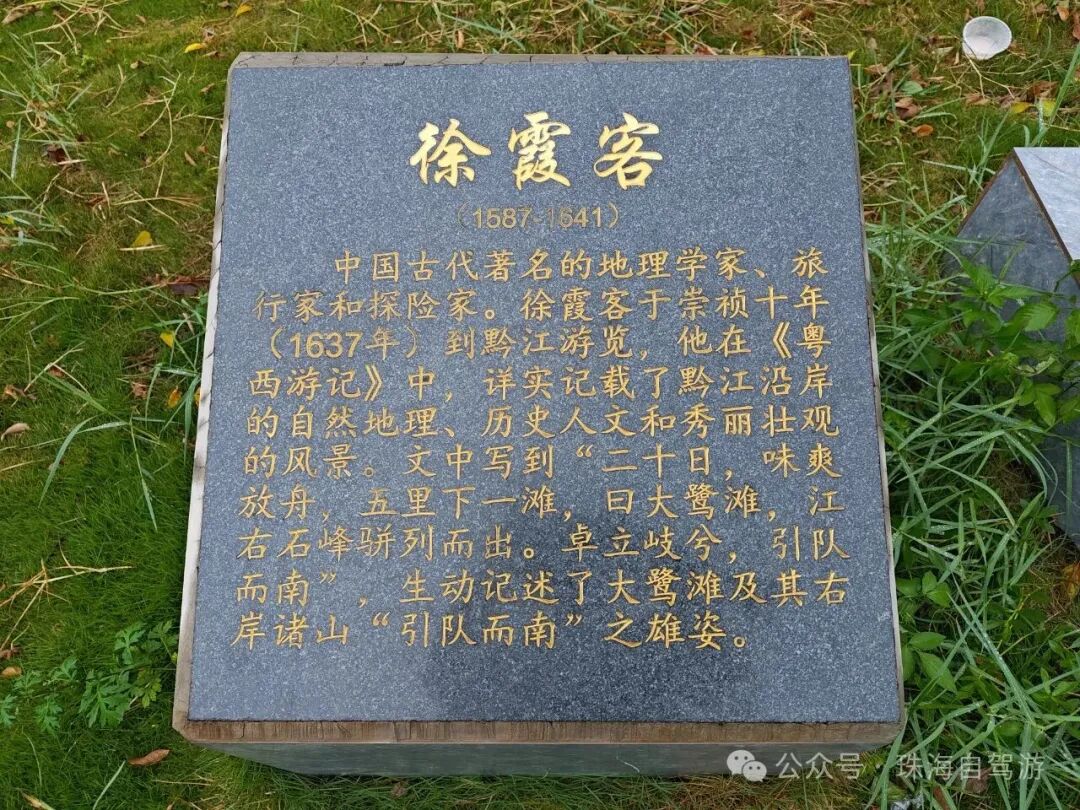 徐霞客
（1587-1641）
中国古代著名的地理学家、旅
行家和探险家。徐霞客于崇祯十年
（1637年）到黔江游览，他在《粤
西游记》中，详实记载了黔江沿岸
的自然地理、历史人文和秀丽壮观
的风景。文中写到“二十日，味爽
放舟，五里下一滩，曰大鹭滩，江
右石峰骈列而出。卓立岐兮，引队
而南”，生动记述了大鹭滩及其右
岸诸山“引队而南”之雄姿。
公众号·珠海自驾游